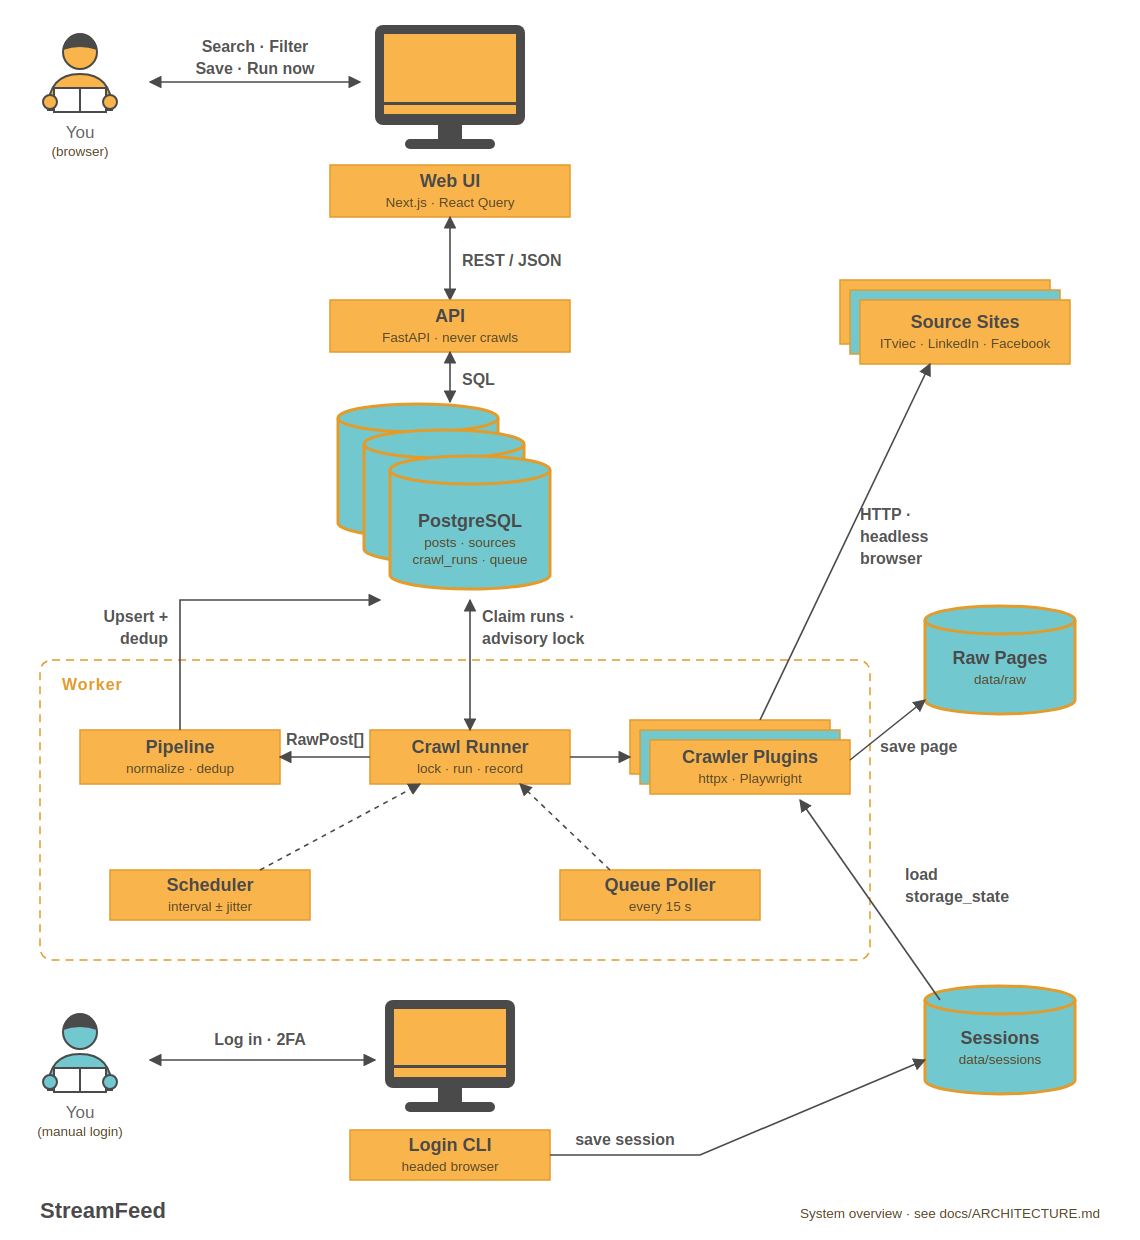 Search · Filter
Save · Run now
You
(browser)
Web UI
Next.js · React Query
REST / JSON
API
FastAPI · never crawls
SQL
Source Sites
ITviec · LinkedIn · Facebook
PostgreSQL
posts · sources
crawl_runs · queue
HTTP ·
headless
browser
Upsert +
dedup
Claim runs ·
advisory lock
Raw Pages
data/raw
Worker
Pipeline
normalize · dedup
RawPost[]
Crawl Runner
lock · run · record
Crawler Plugins
httpx · Playwright
save page
Scheduler
interval ± jitter
Queue Poller
every 15 s
load
storage_state
Log in · 2FA
You
(manual login)
Sessions
data/sessions
Login CLI
headed browser
save session
StreamFeed
System overview · see docs/ARCHITECTURE.md